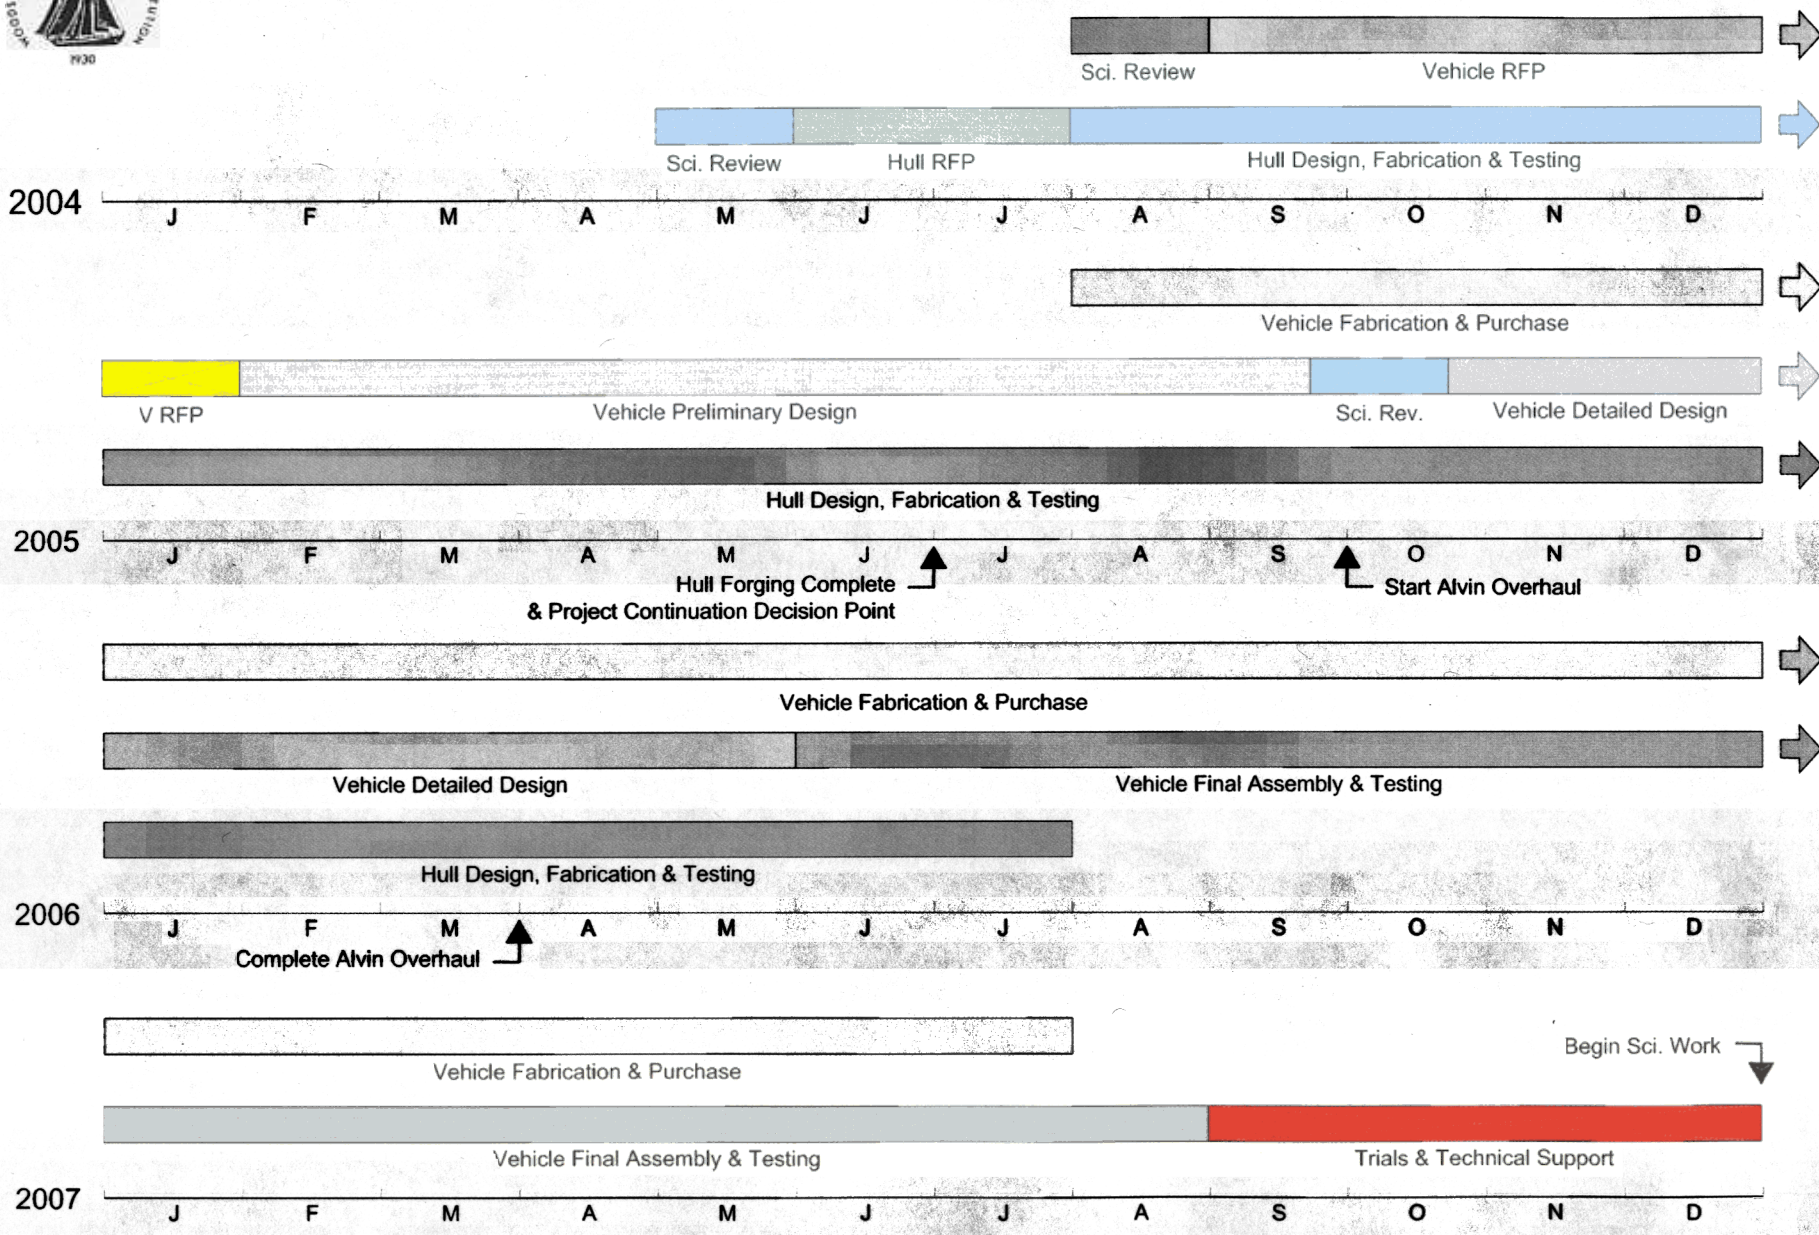 1930
Sci. Review Vehicle RFP
Sci. Review Hull RFP Hull Design, Fabrication & Testing
2004 J F M A M J J A S O N D
Vehicle Fabrication & Purchase
V RFP Vehicle Preliminary Design Sci. Rev. Vehicle Detailed Design
Hull Design, Fabrication & Testing
2005 J F M A M J J A S O N D
Hull Forging Complete Start Alvin Overhaul
& Project Continuation Decision Point
Vehicle Fabrication & Purchase
Vehicle Detailed Design Vehicle Final Assembly & Testing
Hull Design, Fabrication & Testing
2006 J F M A M J J A S O N D
Complete Alvin Overhaul
Begin Sci. Work
Vehicle Fabrication & Purchase
Vehicle Final Assembly & Testing Trials & Technical Support
2007 J F M A M J J A S O N D